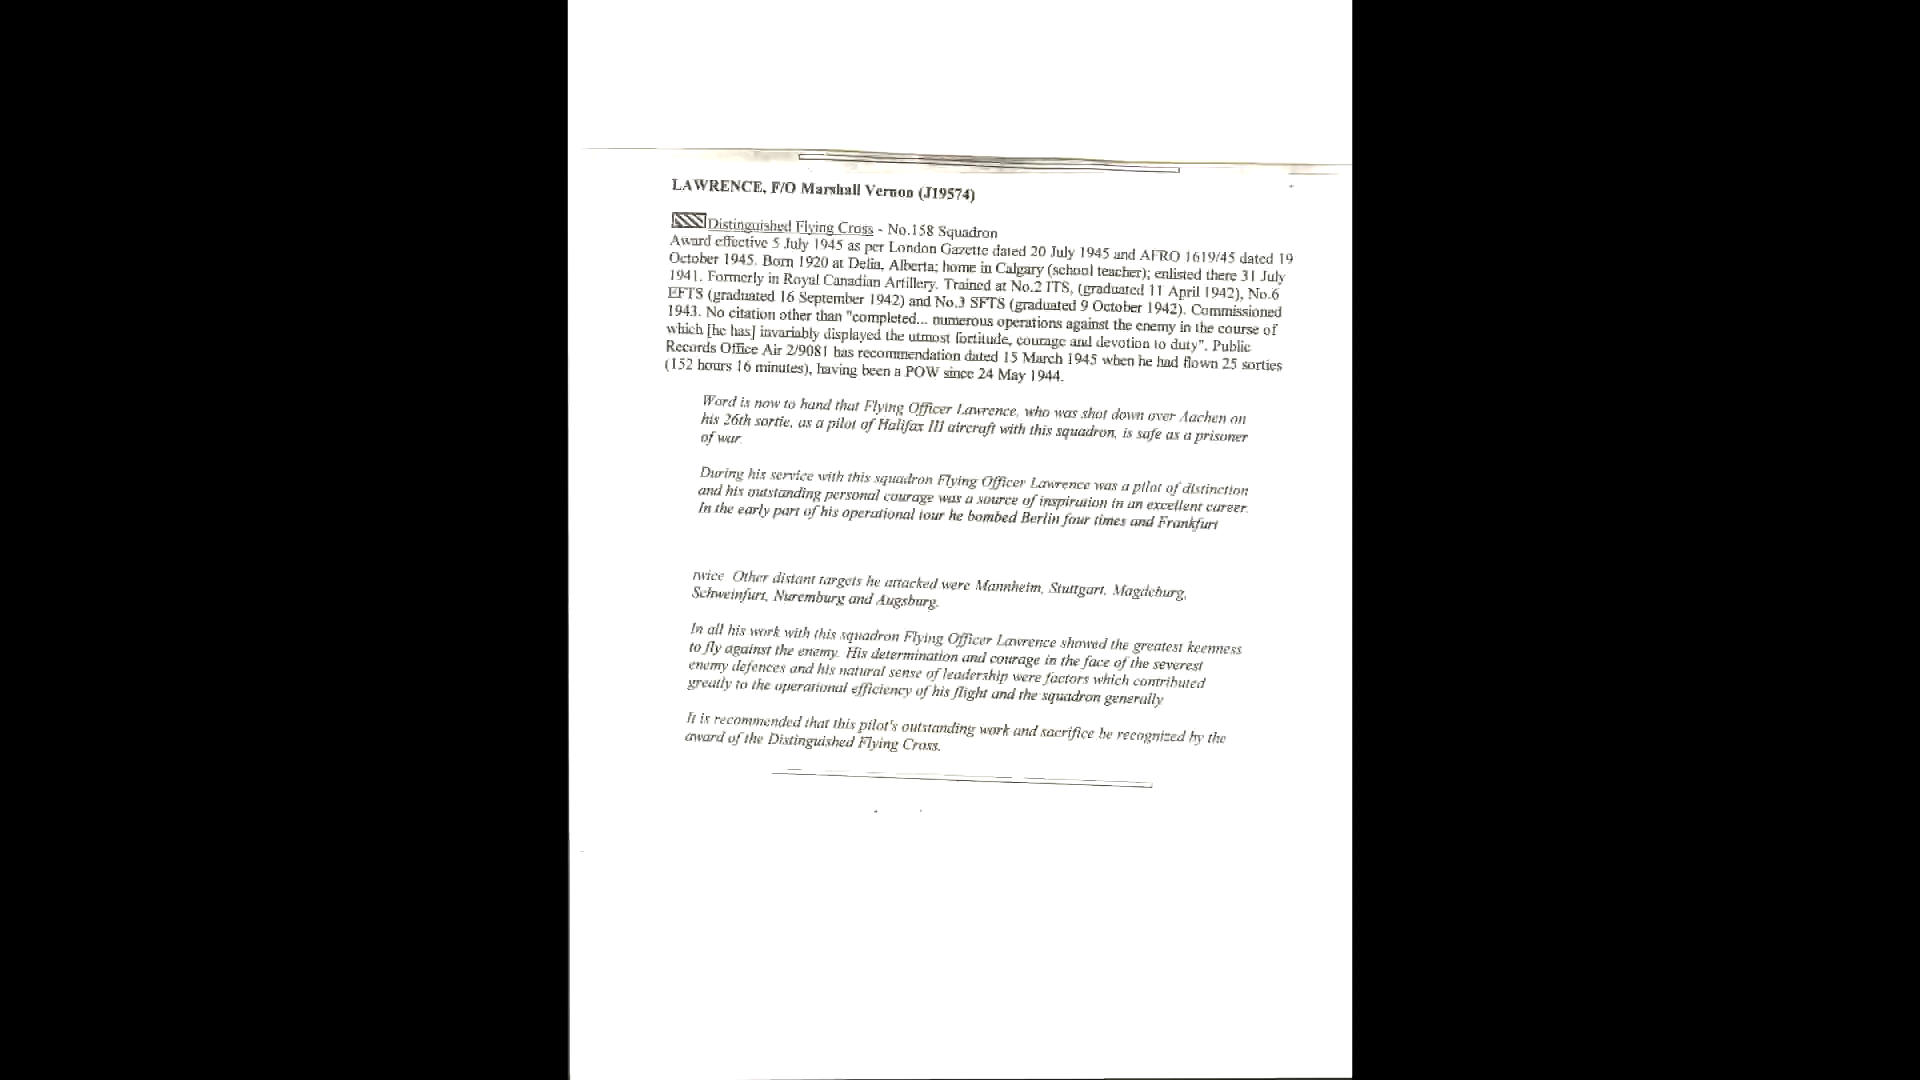 LAWRENCE, F/O Marshall Vernon (J19574)
Distinguished Flying Cross - No.158 Squadron
Award effective 5 July 1945 as per London Gazette dated 20 July 1945 and AFRO 1619/45 dated 19
October 1945. Born 1920 at Delia, Alberta; home in Calgary (school teacher); enlisted there 31 July
1941. Formerly in Royal Canadian Artillery. Trained at No.2 ITS, (graduated 11 April 1942), No.6
EFTS (graduated 16 September 1942) and No.3 SFTS (graduated 9 October 1942). Commissioned
1943. No citation other than "completed... numerous operations against the enemy in the course of
which [he has] invariably displayed the utmost fortitude, courage and devotion to duty". Public
Records Office Air 2/9081 has recommendation dated 15 March 1945 when he had flown 25 sorties
(152 hours 16 minutes), having been a POW since 24 May 1944.
Word is now to hand that Flying Officer Lawrence, who was shot down over Aachen on
his 26th sortie, as a pilot of Halifax III aircraft with this squadron, is safe as a prisoner
of war.
During his service with this squadron Flying Officer Lawrence was a pilot of distinction
and his outstanding personal courage was a source of inspiration in an excellent career.
In the early part of his operational tour he bombed Berlin four times and Frankfurt
twice Other distant targets he attacked were Mannheim, Stuttgart, Magdeburg,
Schweinfurt, Nuremburg and Augsburg.
In all his work with this squadron Flying Officer Lawrence showed the greatest keenness
to fly against the enemy. His determination and courage in the face of the severest
enemy defences and his natural sense of leadership were factors which contributed
greatly to the operational efficiency of his flight and the squadron generally
It is recommended that this pilot's outstanding work and sacrifice be recognized by the
award of the Distinguished Flying Cross.